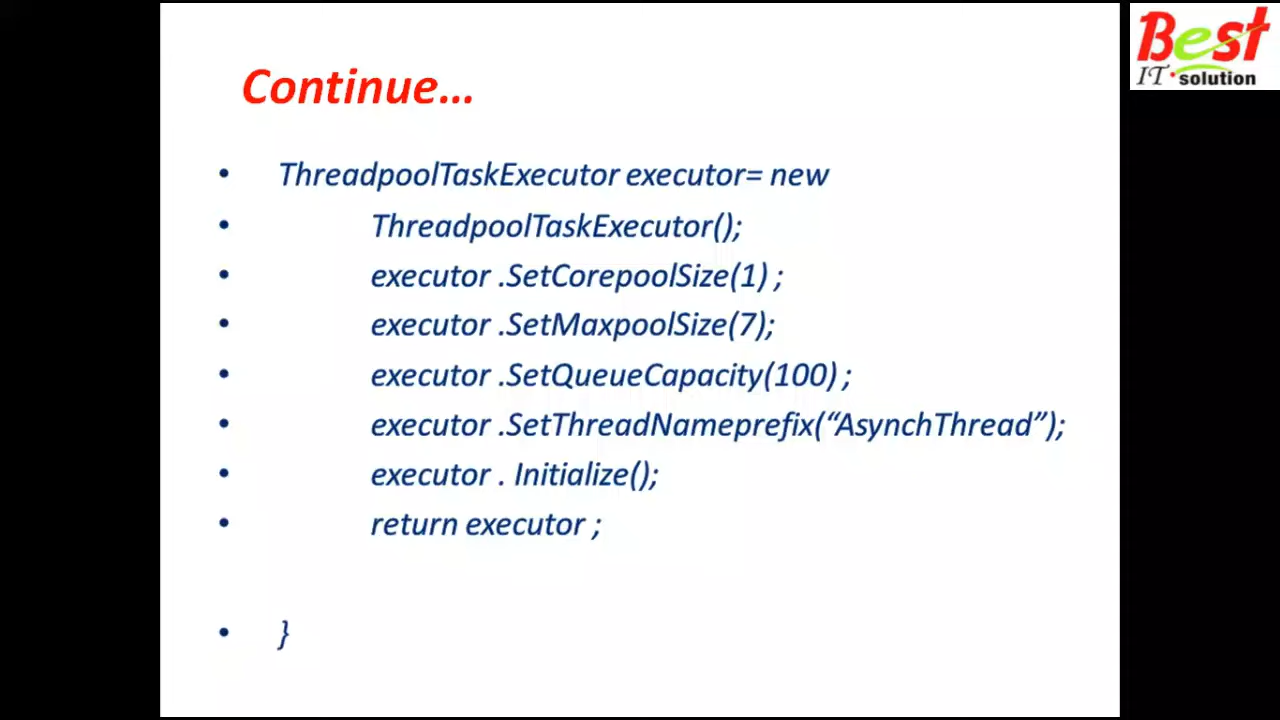 Best
IT solution
Continue...
• ThreadpoolTaskExecutor executor= new
• ThreadpoolTaskExecutor();
• executor .SetCorepoolSize(1) ;
• executor .SetMaxpoolSize(7);
• executor .SetQueueCapacity(100) ;
• executor .SetThreadNameprefix(“AsynchThread”);
• executor . Initialize();
• return executor ;
• }